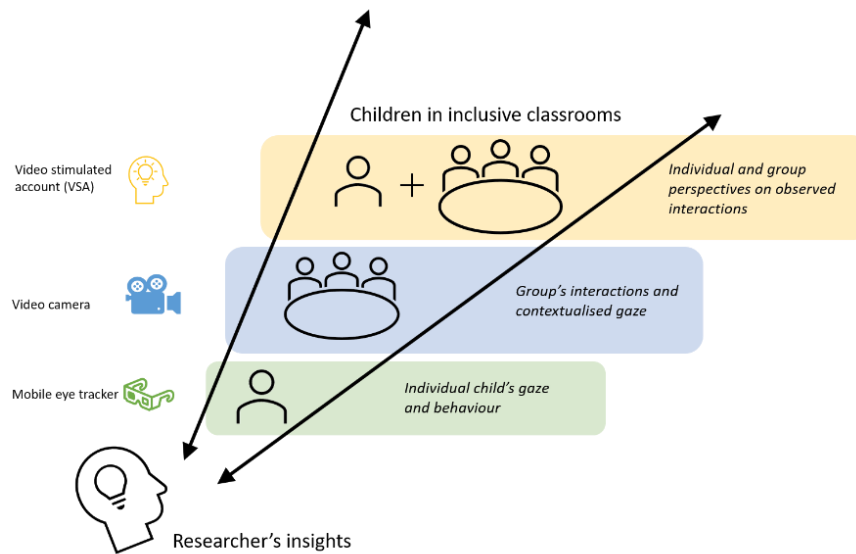 Children in inclusive classrooms
Video stimulated
account (VSA)
Individual and group
perspectives on observed
interactions
Video camera
Group's interactions and
contextualised gaze
Mobile eye tracker
Individual child's gaze
and behaviour
Researcher's insights